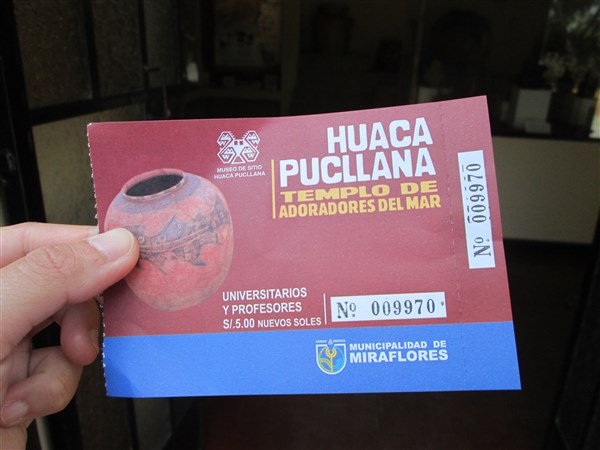 MUSEO DE SITIO
HUACA PUCLLANA
HUACA
PUCLLANA
TEMPLO DE
ADORADORES DEL MAR
Nº 009970
UNIVERSITARIOS
Y PROFESORES
S/.5.00 NUEVOS SOLES
Nº 009970
MUNICIPALIDAD DE
MIRAFLORES